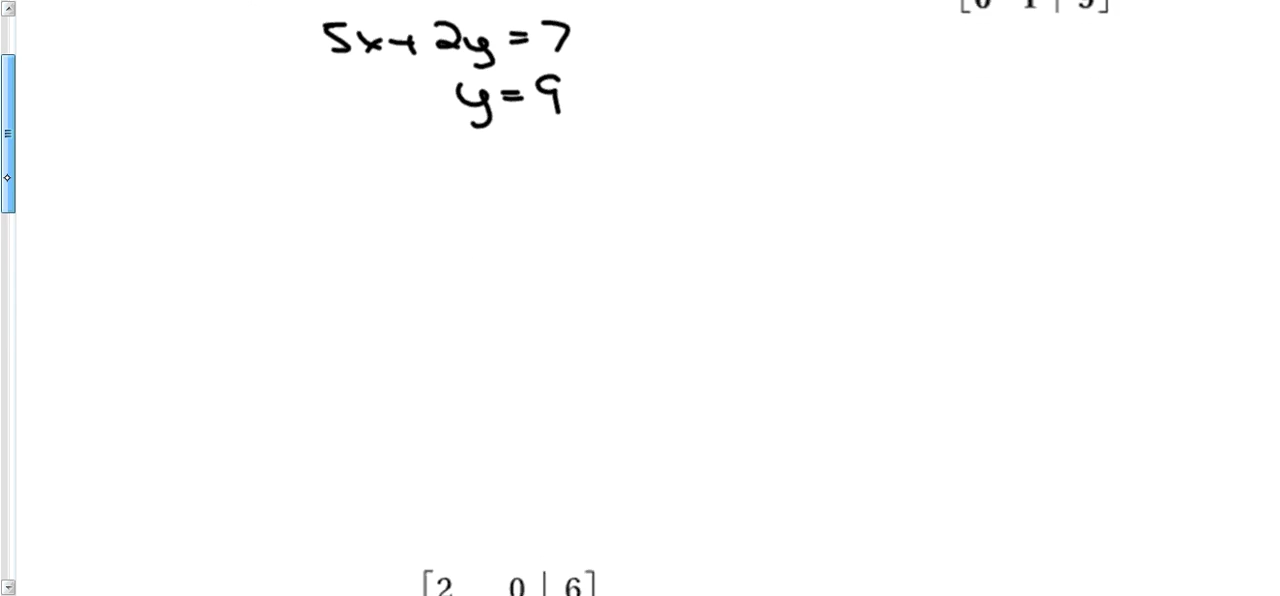 5x+ 2y = 7
y = 9
[2 0 | 6]